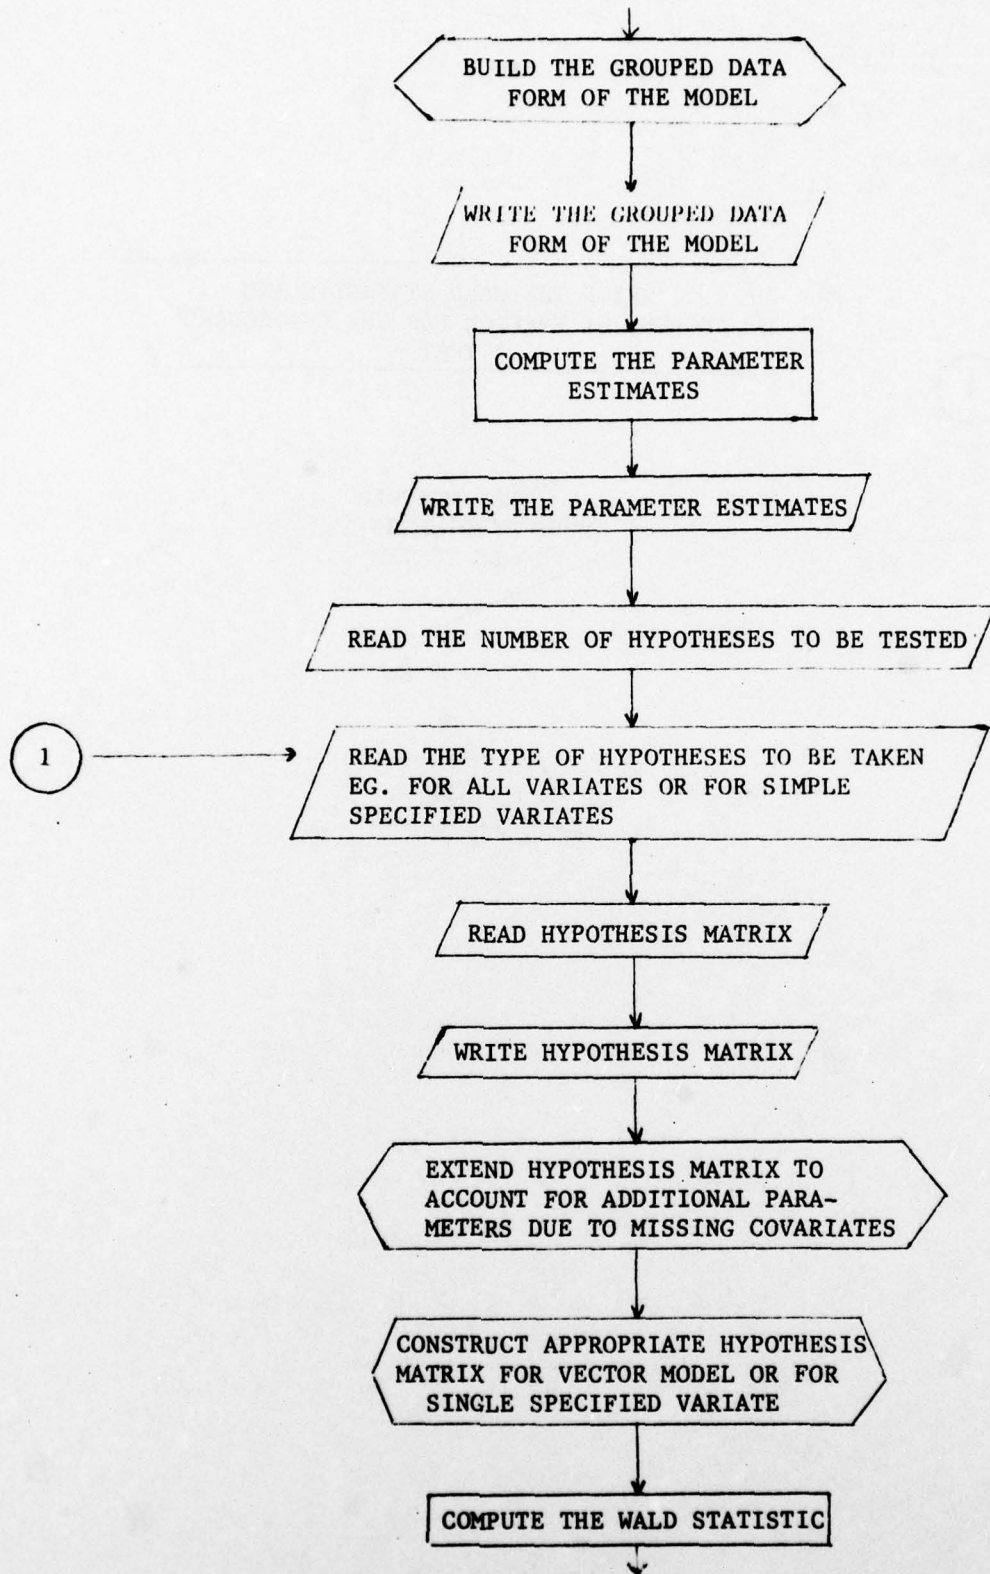 BUILD THE GROUPED DATA
FORM OF THE MODEL
WRITE THE GROUPED DATA
FORM OF THE MODEL
COMPUTE THE PARAMETER
ESTIMATES
WRITE THE PARAMETER ESTIMATES
READ THE NUMBER OF HYPOTHESES TO BE TESTED
1
READ THE TYPE OF HYPOTHESES TO BE TAKEN
EG. FOR ALL VARIATES OR FOR SIMPLE
SPECIFIED VARIATES
READ HYPOTHESIS MATRIX
WRITE HYPOTHESIS MATRIX
EXTEND HYPOTHESIS MATRIX TO
ACCOUNT FOR ADDITIONAL PARA-
METERS DUE TO MISSING COVARIATES
CONSTRUCT APPROPRIATE HYPOTHESIS
MATRIX FOR VECTOR MODEL OR FOR
SINGLE SPECIFIED VARIATE
COMPUTE THE WALD STATISTIC